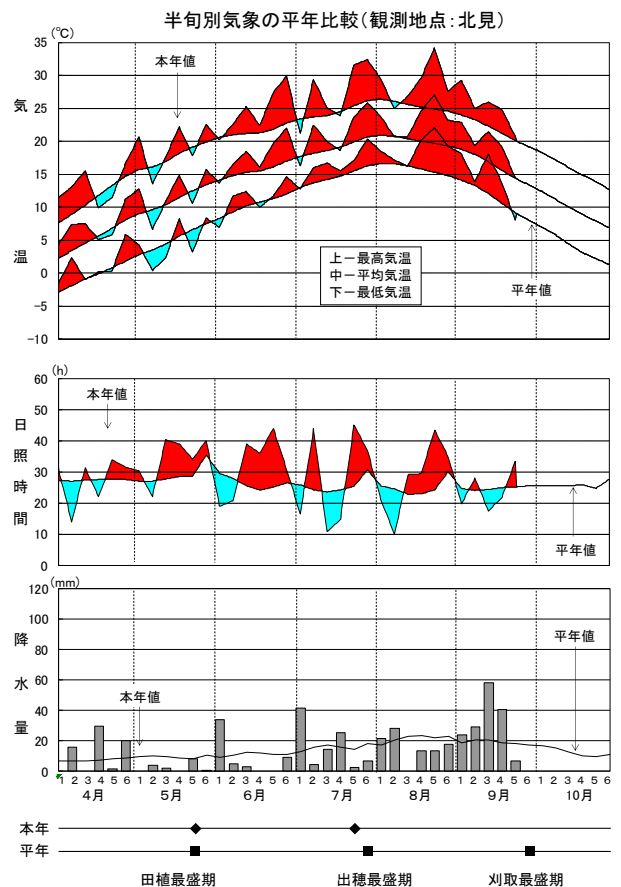 半旬別気象の平年比較(観測地点:北見)
(℃)
35
30
25
20
15
10
5
0
-5
-10
気
温
本年値
上－最高気温
中－平均気温
下－最低気温
平年値
(h)
60
50
40
30
20
10
0
日
照
時
間
本年値
平年値
(mm)
120
100
80
60
40
20
0
降
水
量
本年値
平年値
1 2 3 4 5 6 1 2 3 4 5 6 1 2 3 4 5 6 1 2 3 4 5 6 1 2 3 4 5 6 1 2 3 4 5 6 1 2 3 4 5 6
4月 5月 6月 7月 8月 9月 10月
本年
平年
田植最盛期 出穂最盛期 刈取最盛期